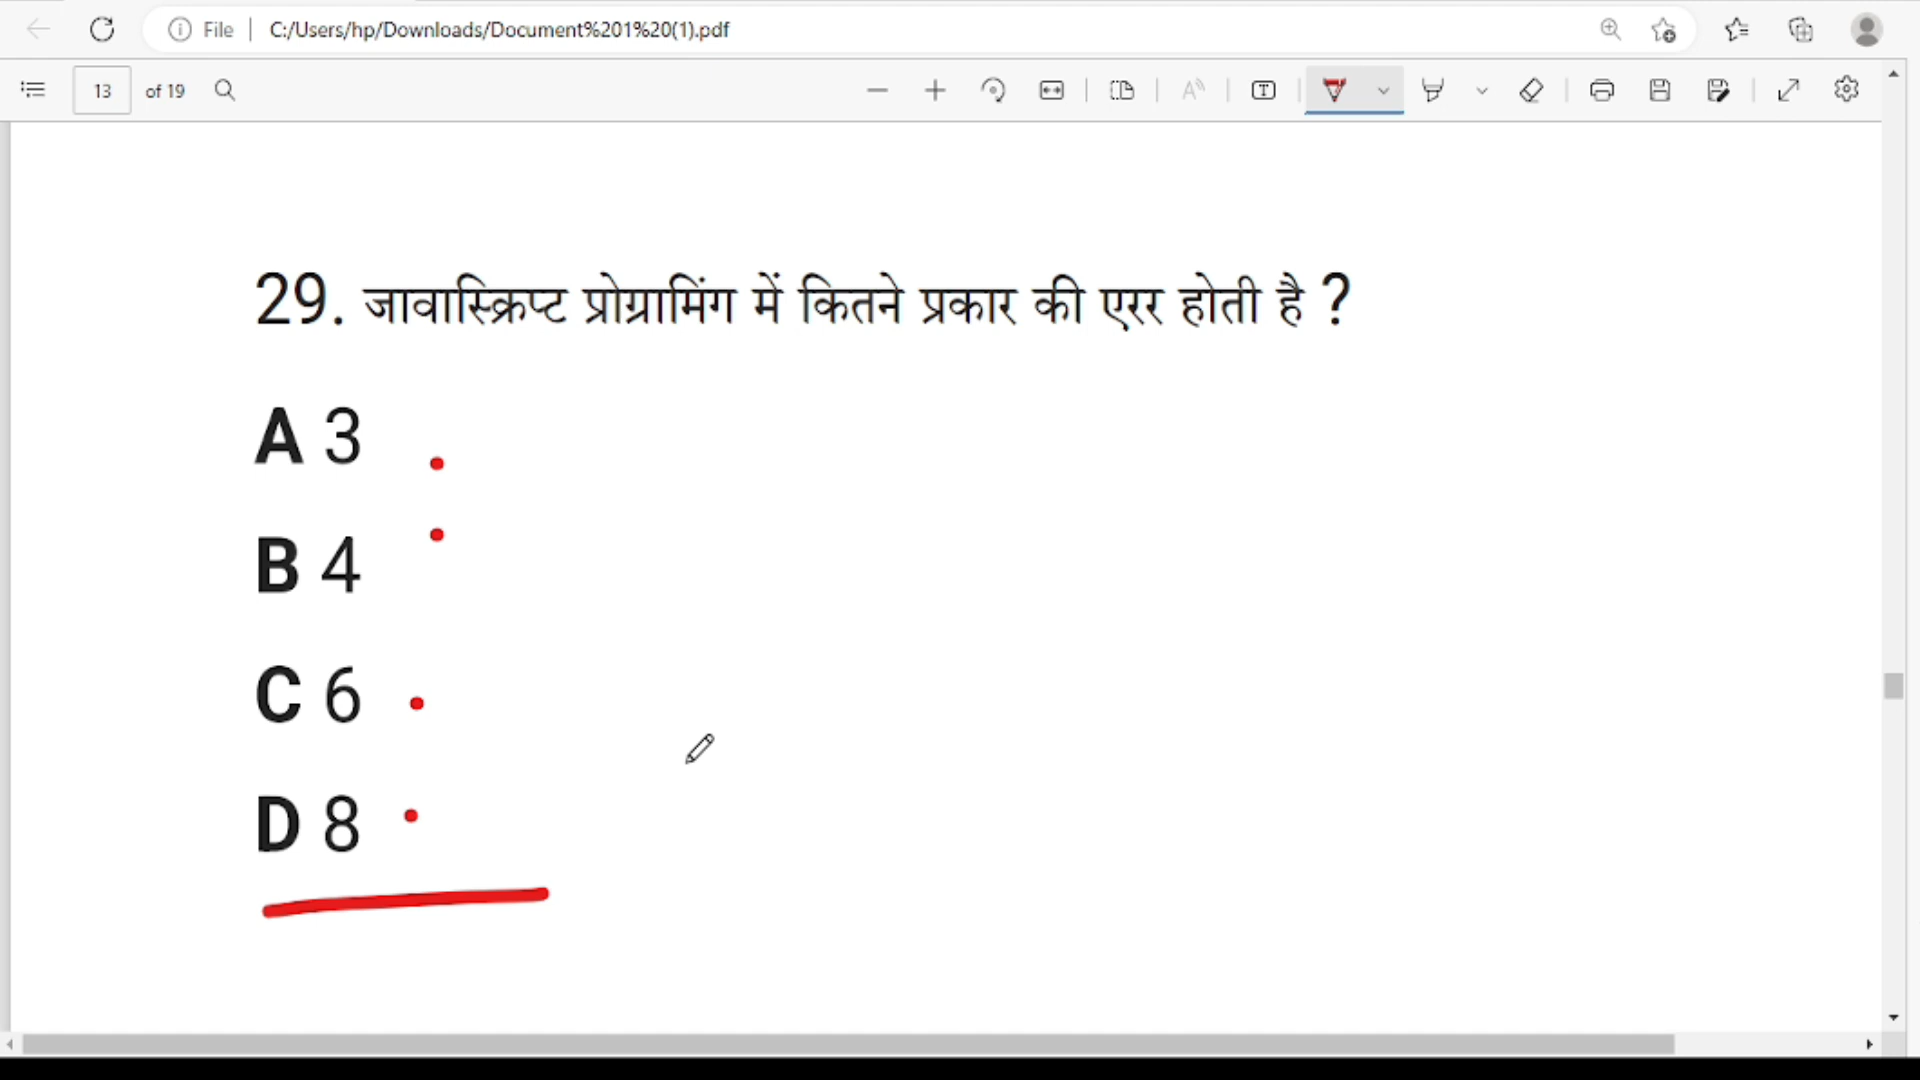 File C:/Users/hp/Downloads/Document%201%20(1).pdf
13 of 19
29. जावास्क्रिप्ट प्रोग्रामिंग में कितने प्रकार की एरर होती है ?
A 3
B 4
C 6
D 8